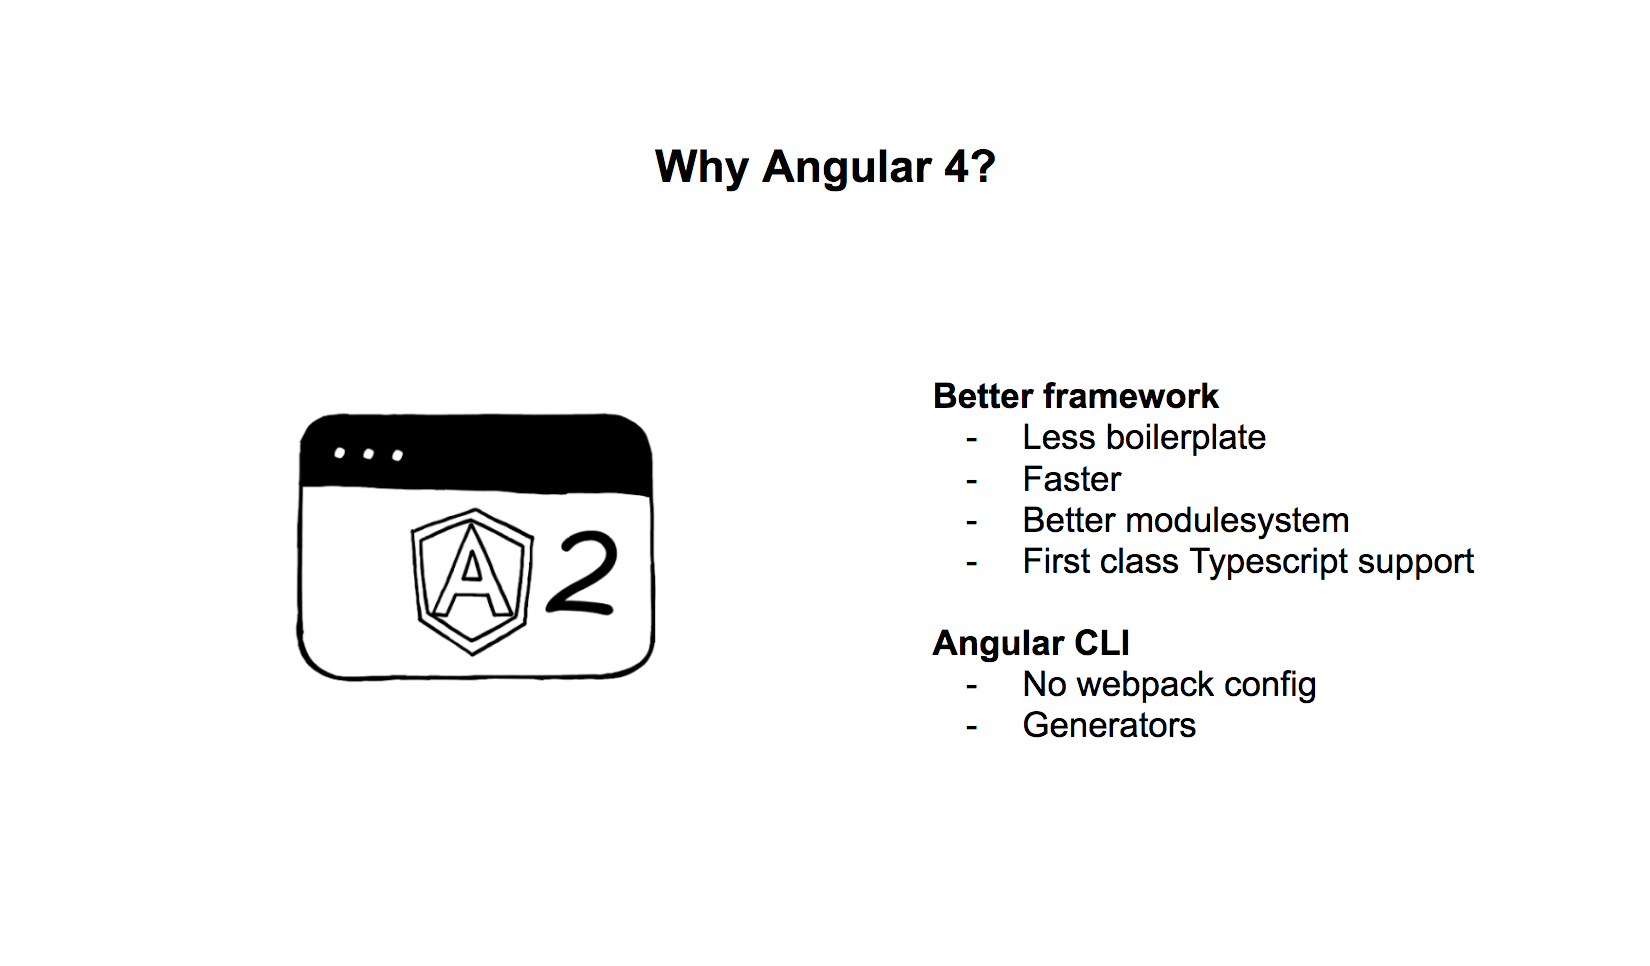 Why Angular 4?
A 2
Better framework
- Less boilerplate
- Faster
- Better modulesystem
- First class Typescript support
Angular CLI
- No webpack config
- Generators